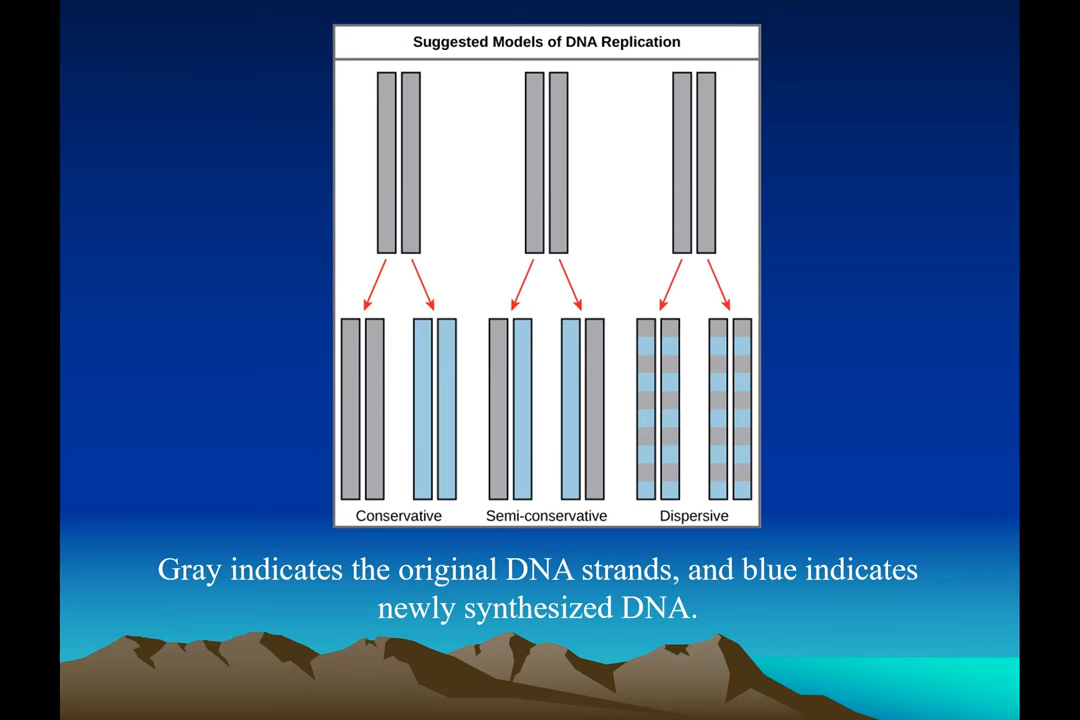 Suggested Models of DNA Replication
Conservative
Semi-conservative
Dispersive
Gray indicates the original DNA strands, and blue indicates
newly synthesized DNA.